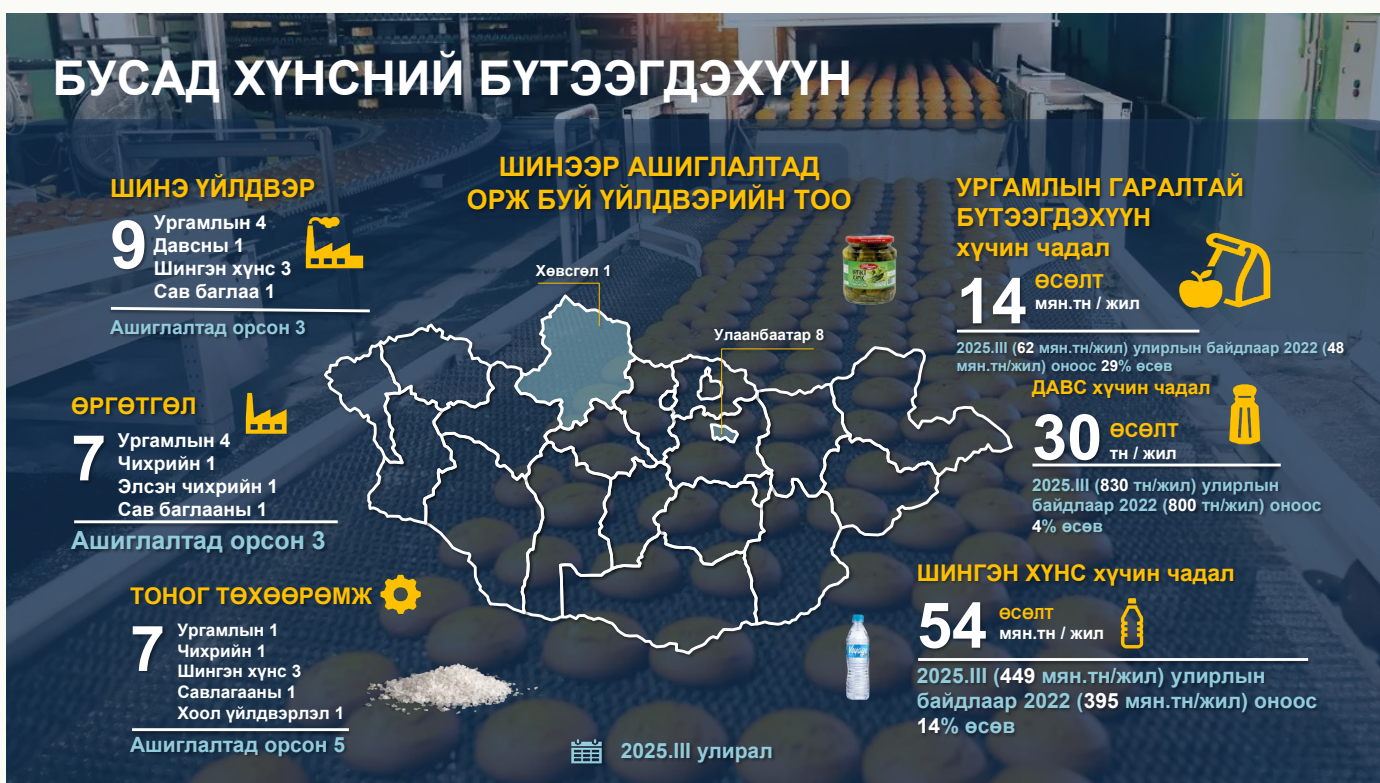 БУСАД ХҮНСНИЙ БҮТЭЭГДЭХҮҮН
ШИНЭ ҮЙЛДВЭР
9
Ургамлын 4
Давсны 1
Шингэн хүнс 3
Сав баглаа 1
Ашиглалтад орсон 3
ӨРГӨТГӨЛ
7
Ургамлын 4
Чихрийн 1
Элсэн чихрийн 1
Сав баглааны 1
Ашиглалтад орсон 3
ТОНОГ ТӨХӨӨРӨМЖ
7
Ургамлын 1
Чихрийн 1
Шингэн хүнс 3
Савлагааны 1
Хоол үйлдвэрлэл 1
Ашиглалтад орсон 5
ШИНЭЭР АШИГЛАЛТАД
ОРЖ БУЙ ҮЙЛДВЭРИЙН ТОО
Хөвсгөл 1
Улаанбаатар 8
2025.III улирал
УРГАМЛЫН ГАРАЛТАЙ
БҮТЭЭГДЭХҮҮН
хүчин чадал
14
ӨСӨЛТ
мян.тн / жил
2025.III (62 мян.тн/жил) улирлын байдлаар 2022 (48
мян.тн/жил) оноос 29% өсөв
ДАВС хүчин чадал
30
ӨСӨЛТ
тн / жил
2025.III (830 тн/жил) улирлын
байдлаар 2022 (800 тн/жил) оноос
4% өсөв
ШИНГЭН ХҮНС хүчин чадал
54
ӨСӨЛТ
мян.тн / жил
2025.III (449 мян.тн/жил) улирлын
байдлаар 2022 (395 мян.тн/жил) оноос
14% өсөв